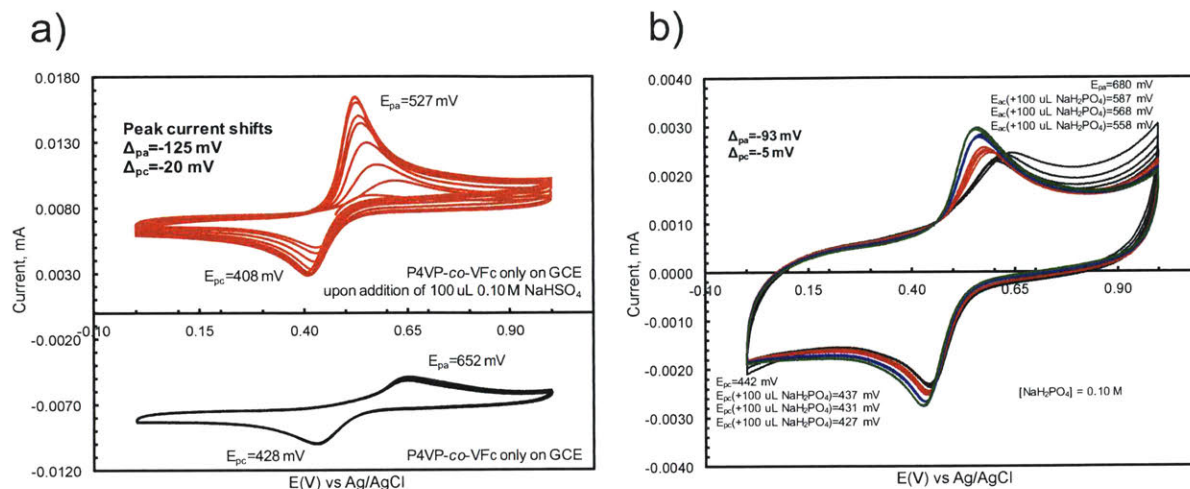 a)
0.0180
0.0130
0.0080
0.0030
-0.0020
-0.0070
-0.0120
Current, mA
Peak current shifts
Δpa=-125 mV
Δpc=-20 mV
Epa=527 mV
Epc=408 mV
P4VP-co-VFc only on GCE
upon addition of 100 uL 0.10 M NaHSO4
-0.10 0.15 0.40 0.65 0.90
Epa=652 mV
Epc=428 mV
P4VP-co-VFc only on GCE
E(V) vs Ag/AgCl
b)
0.0040
0.0030
0.0020
0.0010
0.0000
-0.0010
-0.0020
-0.0030
-0.0040
Current, mA
Epa=680 mV
Eac(+100 uL NaH2PO4)=587 mV
Eac(+100 uL NaH2PO4)=568 mV
Eac(+100 uL NaH2PO4)=558 mV
Δpa=-93 mV
Δpc=-5 mV
-0.10 0.15 0.40 0.65 0.90
Epc=442 mV
Epc(+100 uL NaH2PO4)=437 mV
Epc(+100 uL NaH2PO4)=431 mV
Epc(+100 uL NaH2PO4)=427 mV
[NaH2PO4] = 0.10 M
E(V) vs Ag/AgCl